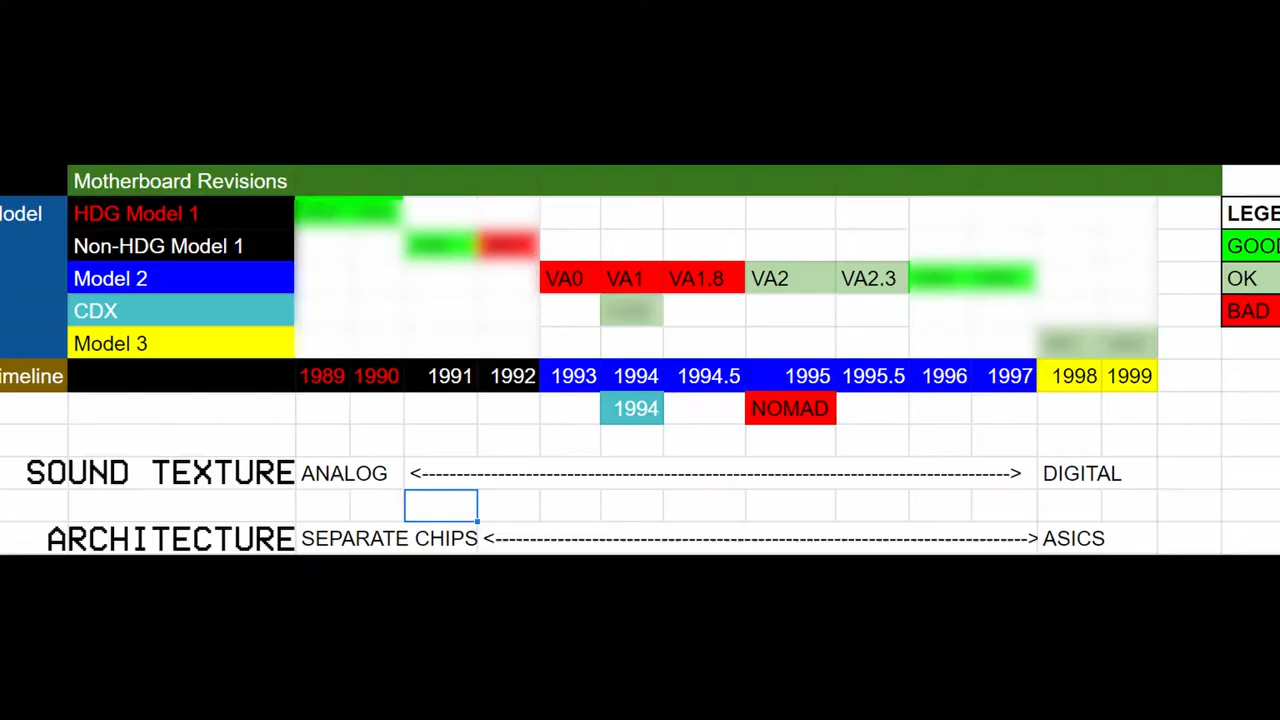 Motherboard Revisions
odel HDG Model 1 LEGE
Non-HDG Model 1 GOOD
Model 2 VA0 VA1 VA1.8 VA2 VA2.3 OK
CDX BAD
Model 3
imeline 1989 1990 1991 1992 1993 1994 1994.5 1995 1995.5 1996 1997 1998 1999
1994 NOMAD
SOUND TEXTURE ANALOG <----------------------------------------------------------------------------------------> DIGITAL
ARCHITECTURE SEPARATE CHIPS <--------------------------------------------------------------------------------> ASICS